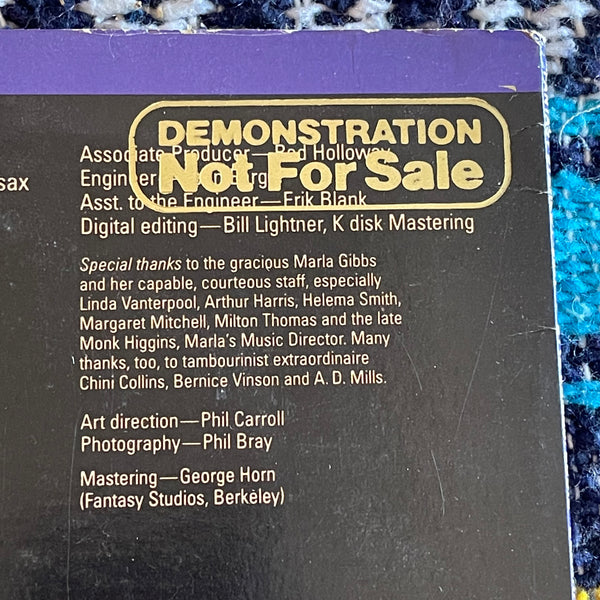 DEMONSTRATION
Not For Sale
Associate Producer—Red Holloway
sax
Engineer
Asst. to the Engineer—Erik Blank
Digital editing—Bill Lightner, K disk Mastering
Special thanks to the gracious Marla Gibbs
and her capable, courteous staff, especially
Linda Vanterpool, Arthur Harris, Helema Smith,
Margaret Mitchell, Milton Thomas and the late
Monk Higgins, Marla's Music Director. Many
thanks, too, to tambourinist extraordinaire
Chini Collins, Bernice Vinson and A. D. Mills.
Art direction—Phil Carroll
Photography—Phil Bray
Mastering—George Horn
(Fantasy Studios, Berkeley)